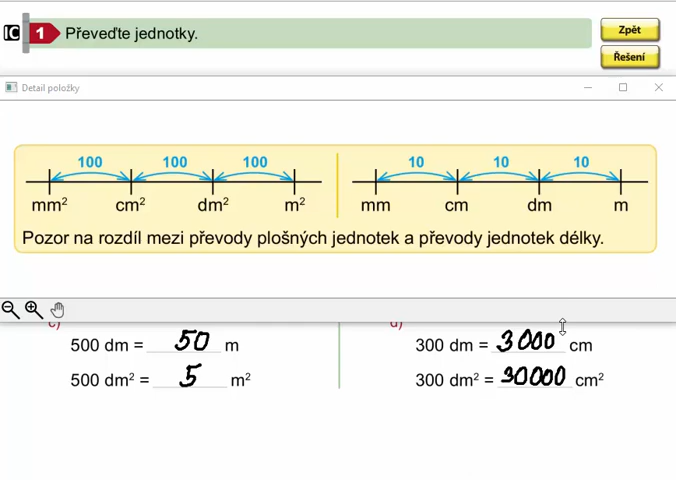 IC 1 Převeďte jednotky.
Zpět
Řešení
Detail položky
100 100 100
mm² cm² dm² m²
10 10 10
mm cm dm m
Pozor na rozdíl mezi převody plošných jednotek a převody jednotek délky.
c)
500 dm = 50 m
500 dm² = 5 m²
d)
300 dm = 3000 cm
300 dm² = 30000 cm²